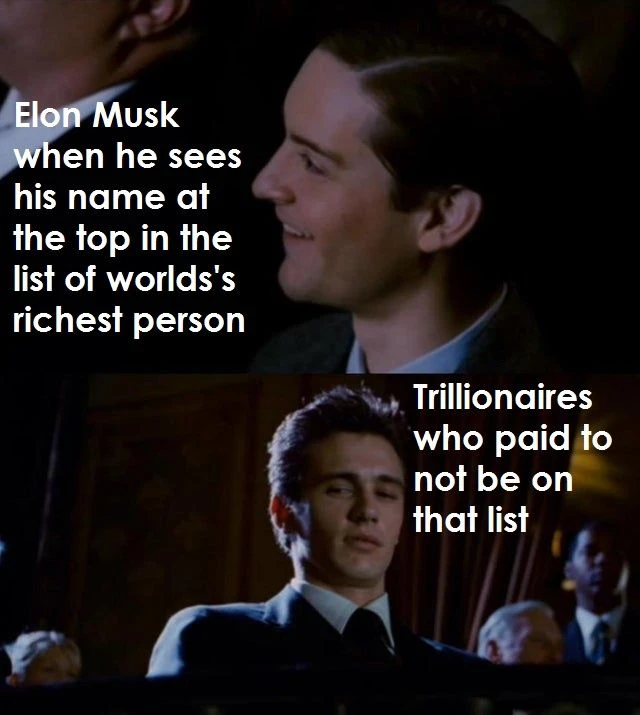 Elon Musk
when he sees
his name at
the top in the
list of worlds's
richest person
Trillionaires
who paid to
not be on
that list